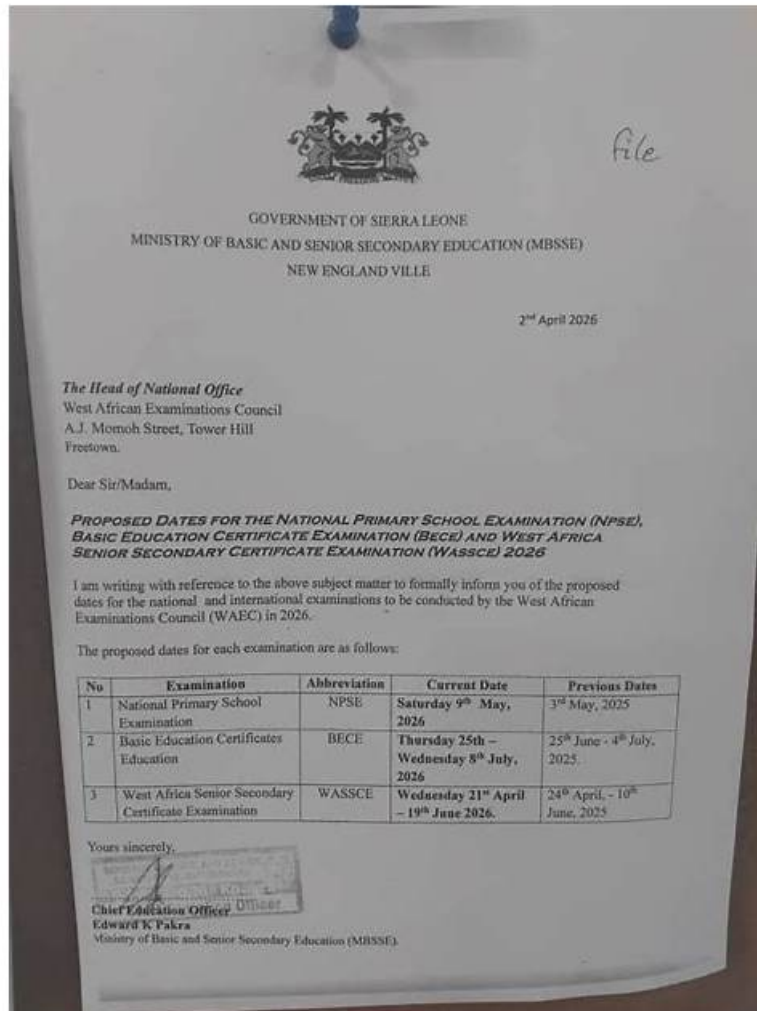 file
GOVERNMENT OF SIERRA LEONE
MINISTRY OF BASIC AND SENIOR SECONDARY EDUCATION (MBSSE)
NEW ENGLAND VILLE
2nd April 2026
The Head of National Office
West African Examinations Council
A.J. Momoh Street, Tower Hill
Freetown.
Dear Sir/Madam,
PROPOSED DATES FOR THE NATIONAL PRIMARY SCHOOL EXAMINATION (NPSE),
BASIC EDUCATION CERTIFICATE EXAMINATION (BECE) AND WEST AFRICA
SENIOR SECONDARY CERTIFICATE EXAMINATION (WASSCE) 2026
I am writing with reference to the above subject matter to formally inform you of the proposed
dates for the national and international examinations to be conducted by the West African
Examinations Council (WAEC) in 2026.
The proposed dates for each examination are as follows:
No Examination Abbreviation Current Date Previous Dates
1 National Primary School NPSE Saturday 9th May, 3rd May, 2025
Examination 2026
2 Basic Education Certificates BECE Thursday 25th – 25th June - 4th July,
Education Wednesday 8th July, 2025.
2026
3 West Africa Senior Secondary WASSCE Wednesday 21st April 24th April, - 10th
Certificate Examination – 19th June 2026. June, 2025
Yours sincerely,
Chief Education Officer
Officer
Edward K Pakra
Ministry of Basic and Senior Secondary Education (MBSSE).